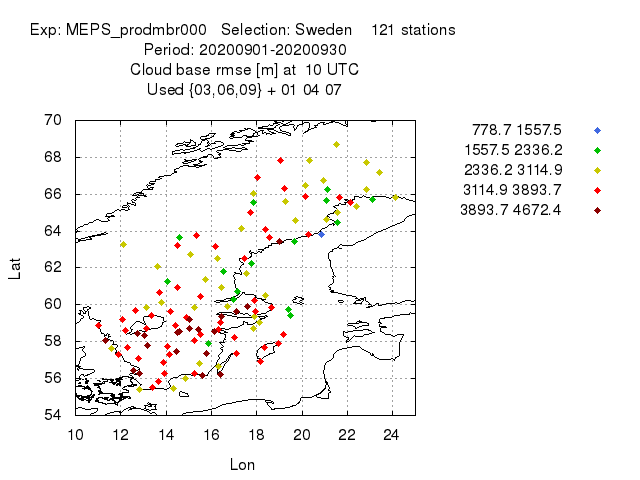 Exp: MEPS_prodmbr000 Selection: Sweden 121 stations
Period: 20200901-20200930
Cloud base rmse [m] at 10 UTC
Used {03,06,09} + 01 04 07
778.7 1557.5
1557.5 2336.2
2336.2 3114.9
3114.9 3893.7
3893.7 4672.4
70
68
66
64
62
60
58
56
54
Lat
10 12 14 16 18 20 22 24
Lon